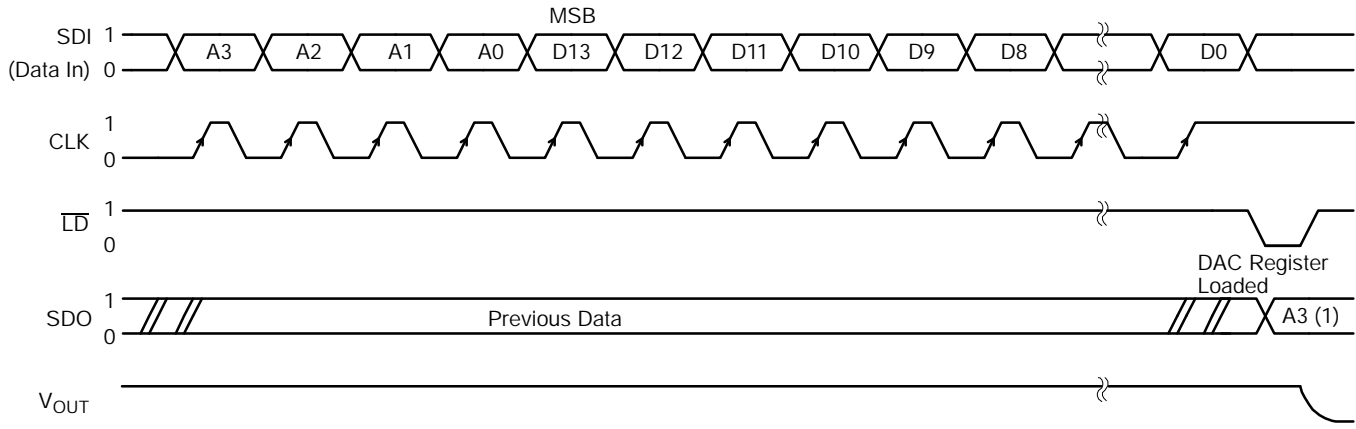 MSB
SDI 1 A3 A2 A1 A0 D13 D12 D11 D10 D9 D8 D0
(Data In) 0
CLK 1
0
LD 1
0
DAC Register
Loaded
SDO 1
0 Previous Data A3 (1)
VOUT